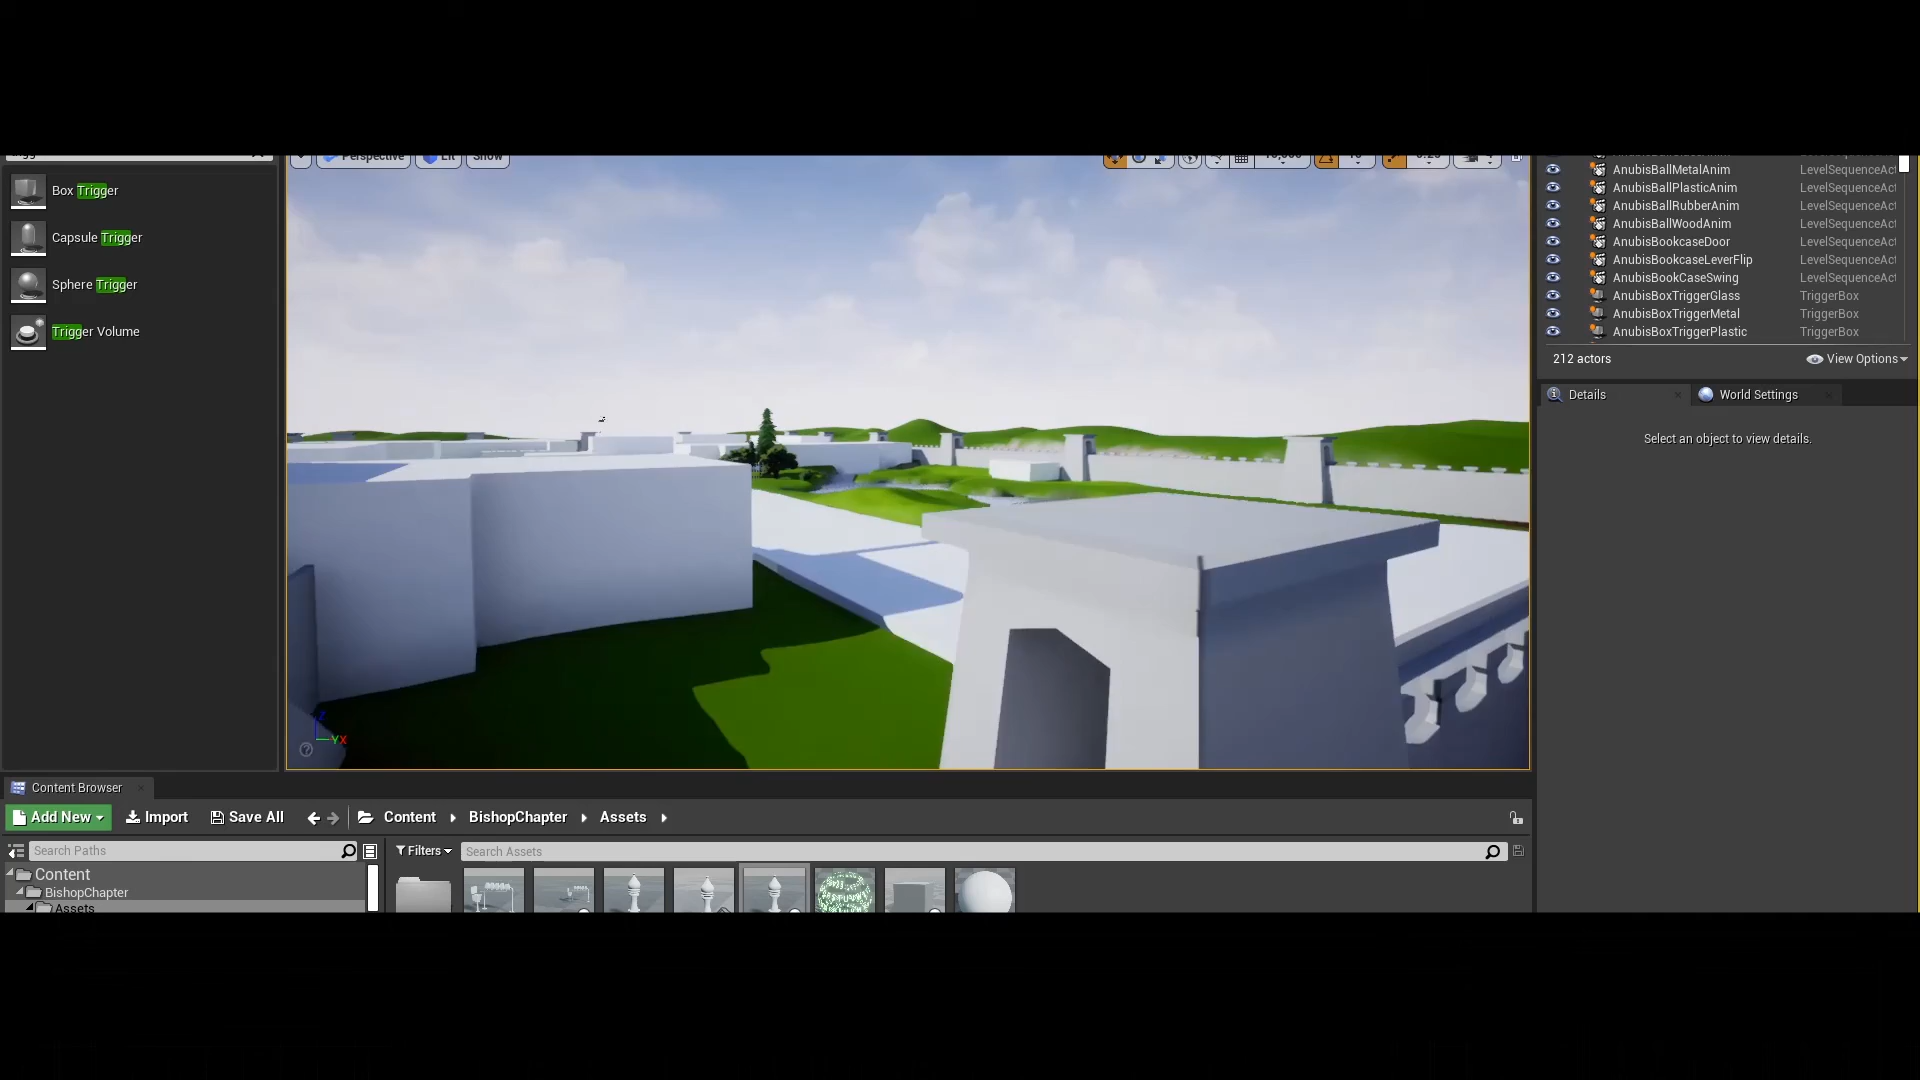 Perspective
Lit
Show
Box Trigger
Capsule Trigger
Sphere Trigger
Trigger Volume
AnubisBallMetalAnim LevelSequenceAct
AnubisBallPlasticAnim LevelSequenceAct
AnubisBallRubberAnim LevelSequenceAct
AnubisBallWoodAnim LevelSequenceAct
AnubisBookcaseDoor LevelSequenceAct
AnubisBookcaseLeverFlip LevelSequenceAct
AnubisBookCaseSwing LevelSequenceAct
AnubisBoxTriggerGlass TriggerBox
AnubisBoxTriggerMetal TriggerBox
AnubisBoxTriggerPlastic TriggerBox
212 actors
View Options
Details
World Settings
Select an object to view details.
Z
YX
Content Browser
Add New
Import
Save All
Content
BishopChapter
Assets
Search Paths
Filters
Search Assets
Content
BishopChapter
Assets